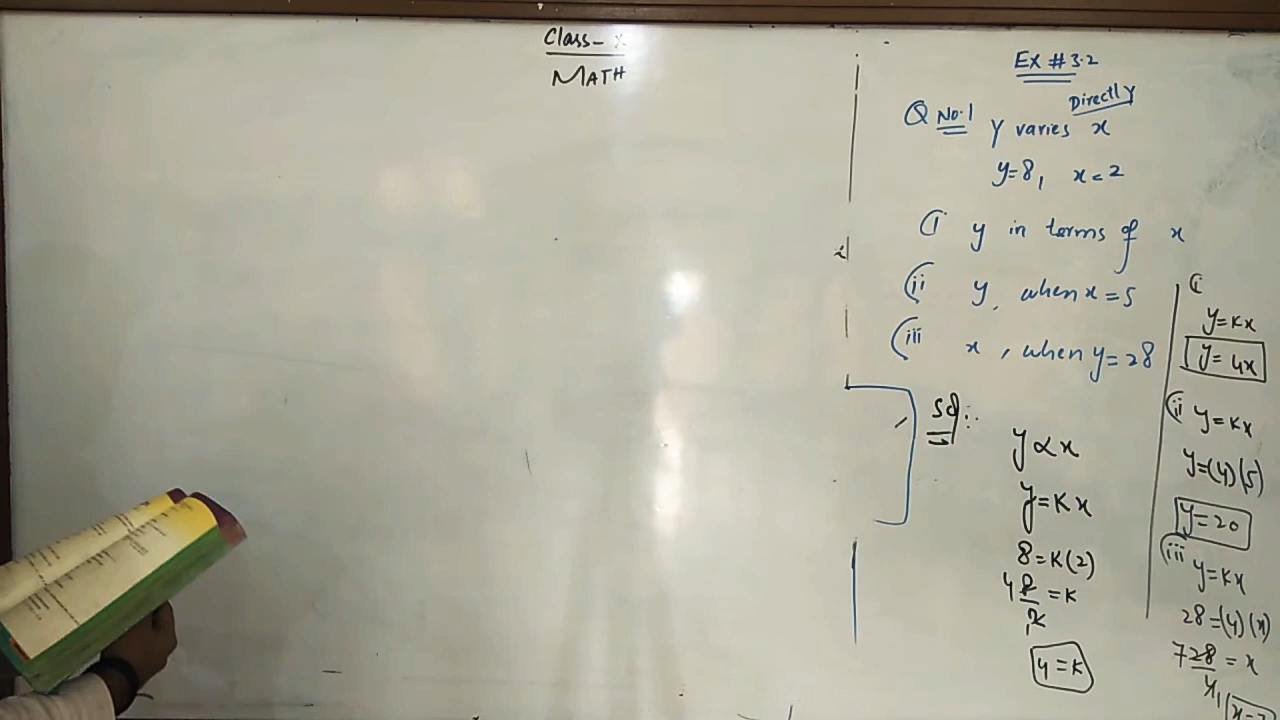 Class- X
MATH
EX # 3.2
Q No.1 y varies Directly x
y=8, x=2
(i y in terms of x
(ii y, when x=5
(iii x, when y=28
Sol:
y ∝ x
y=Kx
8=K(2)
4 8/2 1 =K
4=K
(i
y=Kx
y=4x
(ii y=Kx
y=(4)(5)
y=20
(iii y=Kx
28=(4)(x)
7 28/4 1 =x